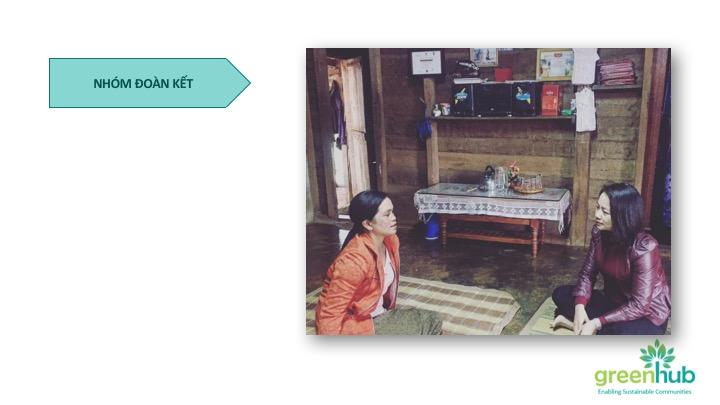 NHÓM ĐOÀN KẾT
greenhub
Enabling Sustainable Communities